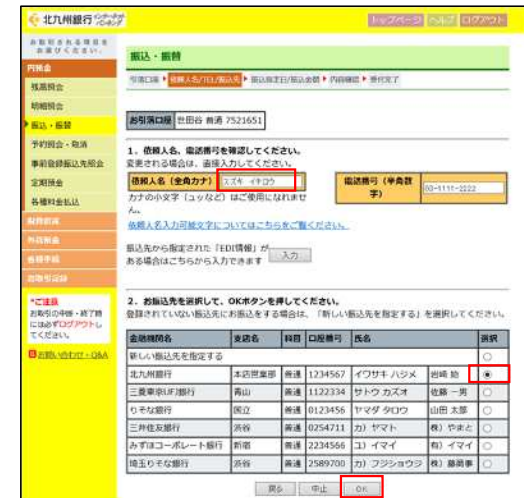 北九州銀行 インターネットバンキング
トップページ ヘルプ ログアウト
お取引される項目を
お選びください。
円預金
残高照会
明細照会
振込・振替
予約照会・取消
事前登録振込先照会
定期預金
各種料金払込
外貨預金
各種手続
*ご注意
お取引の中断・終了時
には必ずログアウトし
てください。
お問い合わせ・Q&A
振込・振替
引落口座 依頼人名/TEL/振込先 振込指定日/振込金額 内容確認 受付完了
お引落口座 世田谷 普通 7521651
1. 依頼人名、電話番号を確認してください。
変更される場合は、直接入力してください。
依頼人名（全角カナ） スズキ イチロウ 電話番号（半角数字） 03-1111-2222
カナの小文字（ュッなど）はご使用になれません。
依頼人名入力可能文字についてはこちらをご覧ください。
振込先から指定された「EDI情報」が
ある場合はこちらから入力できます 入力
2. お振込先を選択して、OKボタンを押してください。
登録されていない振込先にお振込をする場合は、「新しい振込先を指定する」を選択してください。
金融機関名 支店名 科目 口座番号 氏名 選択
新しい振込先を指定する
北九州銀行 本店営業部 普通 1234567 イワサキ ハジメ 岩崎 始
三菱東京UFJ銀行 青山 普通 1122334 サトウ カズオ 佐藤 一男
りそな銀行 国立 普通 0123456 ヤマダ タロウ 山田 太郎
三井住友銀行 渋谷 普通 0254711 カ）ヤマト 株）やまと
みずほコーポレート銀行 新宿 普通 2234566 ユ）イマイ 有）イマイ
埼玉りそな銀行 渋谷 普通 2589700 カ）フジショウジ 株）藤商事
戻る 中止 OK